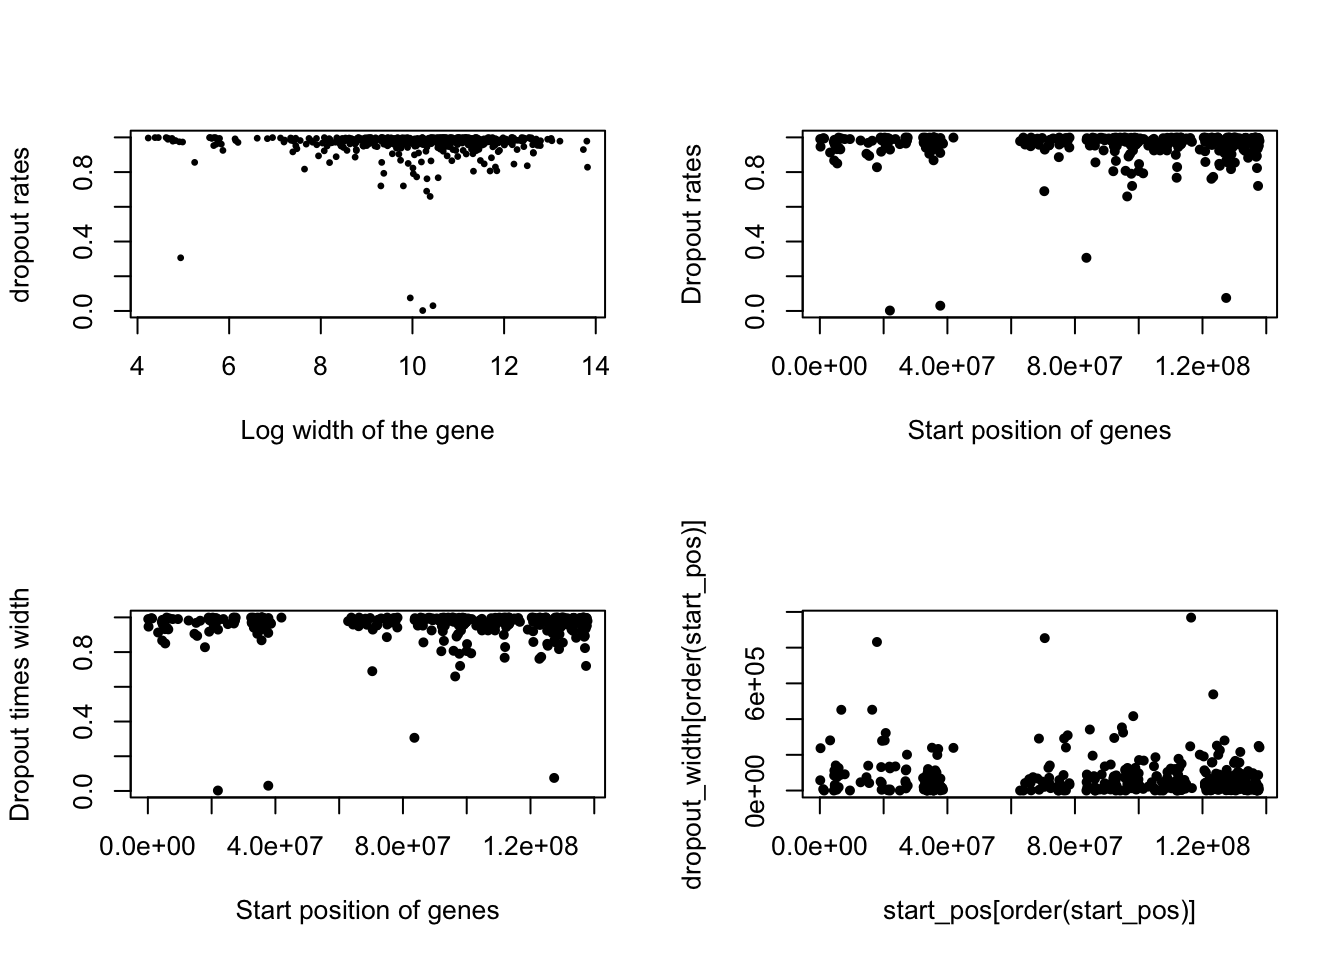 dropout rates
0.0 0.4 0.8
4 6 8 10 12 14
Log width of the gene
Dropout rates
0.0 0.4 0.8
0.0e+00 4.0e+07 8.0e+07 1.2e+08
Start position of genes
Dropout times width
0.0 0.4 0.8
0.0e+00 4.0e+07 8.0e+07 1.2e+08
Start position of genes
dropout_width[order(start_pos)]
0e+00 6e+05
0.0e+00 4.0e+07 8.0e+07 1.2e+08
start_pos[order(start_pos)]